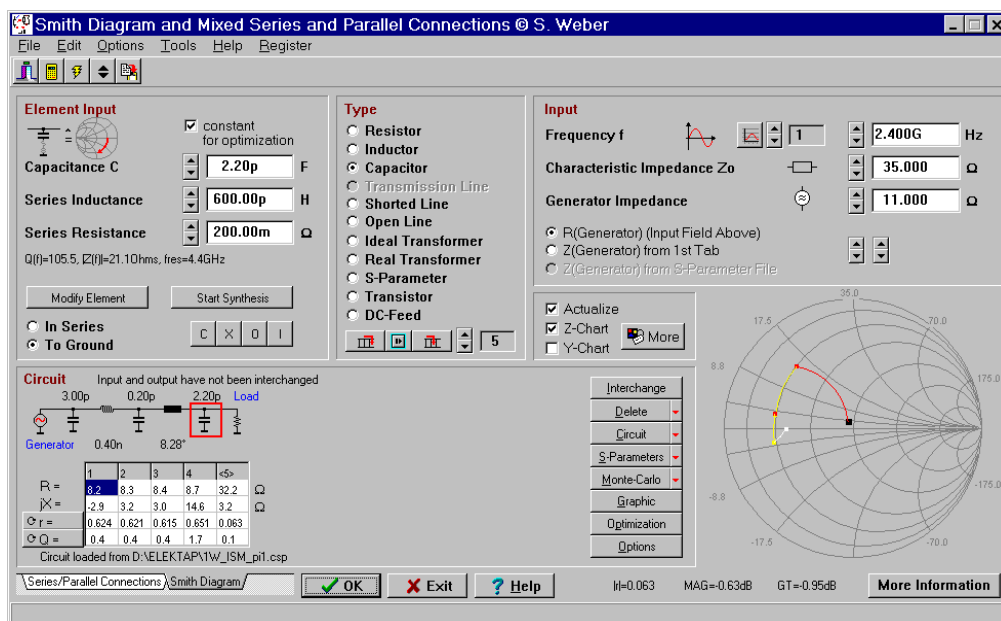 Smith Diagram and Mixed Series and Parallel Connections © S. Weber
File Edit Options Tools Help Register
Element Input
constant
for optimization
Capacitance C 2.20p F
Series Inductance 600.00p H
Series Resistance 200.00m Ω
Q(f)=105.5, |Z(f)|=21.1Ohms, fres=4.4GHz
Modify Element Start Synthesis
In Series
To Ground
C X O I
Type
Resistor
Inductor
Capacitor
Transmission Line
Shorted Line
Open Line
Ideal Transformer
Real Transformer
S-Parameter
Transistor
DC-Feed
5
Input
Frequency f 1 2.400G Hz
Characteristic Impedance Zo 35.000 Ω
Generator Impedance 11.000 Ω
R(Generator) (Input Field Above)
Z(Generator) from 1st Tab
Z(Generator) from S-Parameter File
Actualize
Z-Chart
Y-Chart
More
35.0
17.5 70.0
8.8 175.0
-8.8 -175.0
-17.5 -70.0
Circuit Input and output have not been interchanged
3.00p 0.20p 2.20p Load
Generator 0.40n 8.28°
1 2 3 4 <5>
R = 8.2 8.3 8.4 8.7 32.2 Ω
jX = -2.9 3.2 3.0 14.6 3.2 Ω
r = 0.624 0.621 0.615 0.651 0.063
Q = 0.4 0.4 0.4 1.7 0.1
Circuit loaded from D:\ELEKTAP\1W_ISM_pi1.csp
Interchange
Delete
Circuit
S-Parameters
Monte-Carlo
Graphic
Optimization
Options
Series/Parallel Connections Smith Diagram
OK Exit Help |r|=0.063 MAG=-0.63dB GT=-0.95dB More Information